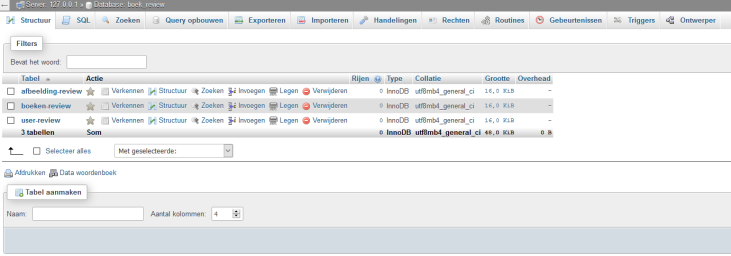 Server: 127.0.0.1 » Database: boek_review
Structuur SQL Zoeken Query opbouwen Exporteren Importeren Handelingen Rechten Routines Gebeurtenissen Triggers Ontwerper
Filters
Bevat het woord:
Tabel Actie Rijen Type Collatie Grootte Overhead
afbeelding-review Verkennen Structuur Zoeken Invoegen Legen Verwijderen 0 InnoDB utf8mb4_general_ci 16,0 KiB -
boeken-review Verkennen Structuur Zoeken Invoegen Legen Verwijderen 0 InnoDB utf8mb4_general_ci 16,0 KiB -
user-review Verkennen Structuur Zoeken Invoegen Legen Verwijderen 0 InnoDB utf8mb4_general_ci 16,0 KiB -
3 tabellen Som 0 InnoDB utf8mb4_general_ci 48,0 KiB 0 B
Selecteer alles Met geselecteerde:
Afdrukken Data woordenboek
Tabel aanmaken
Naam: Aantal kolommen: 4